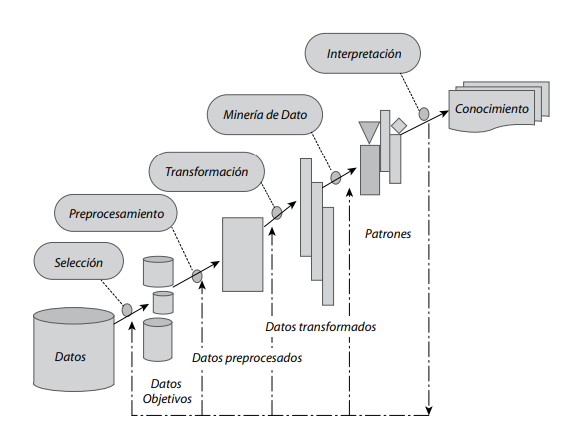 Interpretación
Conocimiento
Minería de Dato
Transformación
Patrones
Preprocesamiento
Selección
Datos transformados
Datos
Datos preprocesados
Datos
Objetivos